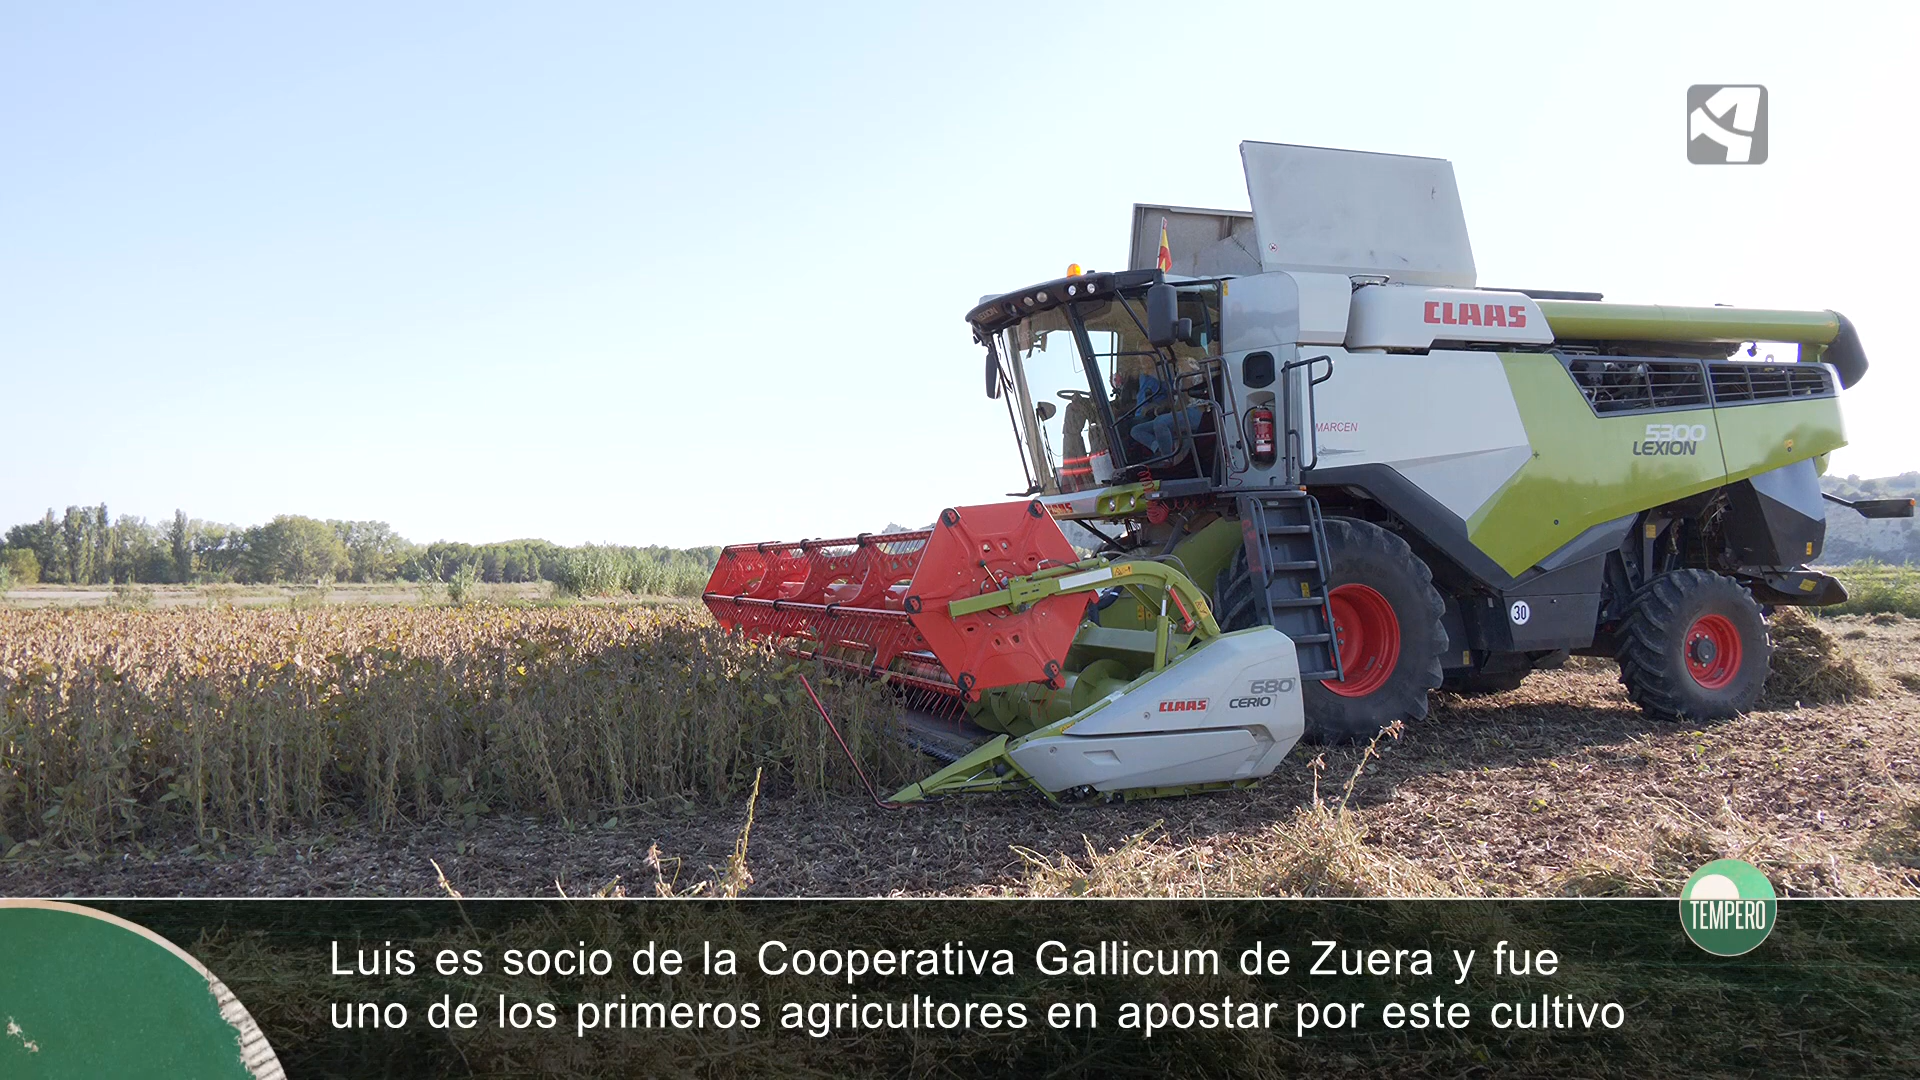 CLAAS
MARCEN
5300
LEXION
30
680
CLAAS CERIO
TEMPERO
Luis es socio de la Cooperativa Gallicum de Zuera y fue
uno de los primeros agricultores en apostar por este cultivo